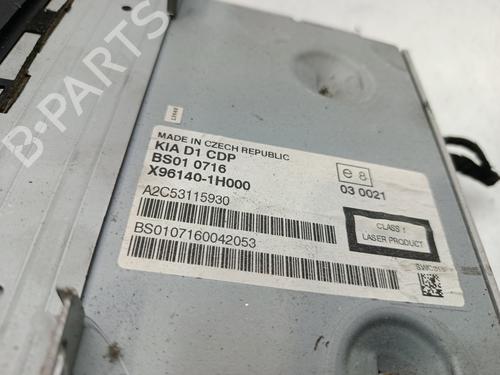 B-PARTS
MADE IN CZECH REPUBLIC
KIA D1 CDP
BS01 0716
X96140-1H000
A2C53115930
BS0107160042053
e8
03 0021
CLASS 1
LASER PRODUCT